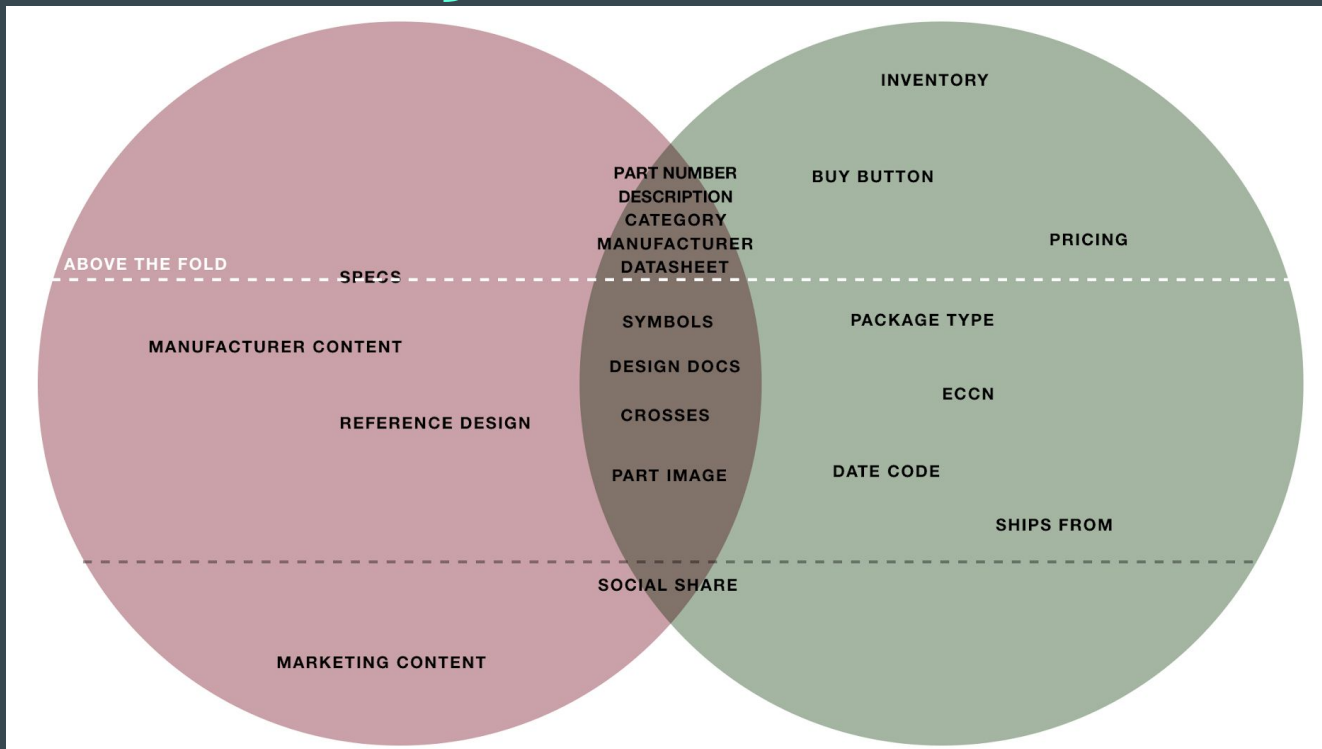 INVENTORY
PART NUMBER
BUY BUTTON
DESCRIPTION
CATEGORY
MANUFACTURER
PRICING
DATASHEET
ABOVE THE FOLD
SPECS
SYMBOLS
PACKAGE TYPE
MANUFACTURER CONTENT
DESIGN DOCS
ECCN
CROSSES
REFERENCE DESIGN
PART IMAGE
DATE CODE
SHIPS FROM
SOCIAL SHARE
MARKETING CONTENT